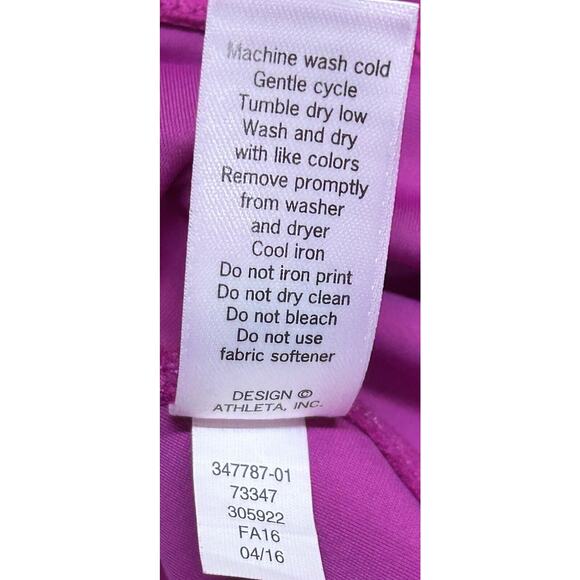 Machine wash cold
Gentle cycle
Tumble dry low
Wash and dry
with like colors
Remove promptly
from washer
and dryer
Cool iron
Do not iron print
Do not dry clean
Do not bleach
Do not use
fabric softener
DESIGN ©
ATHLETA, INC.
347787-01
73347
305922
FA16
04/16